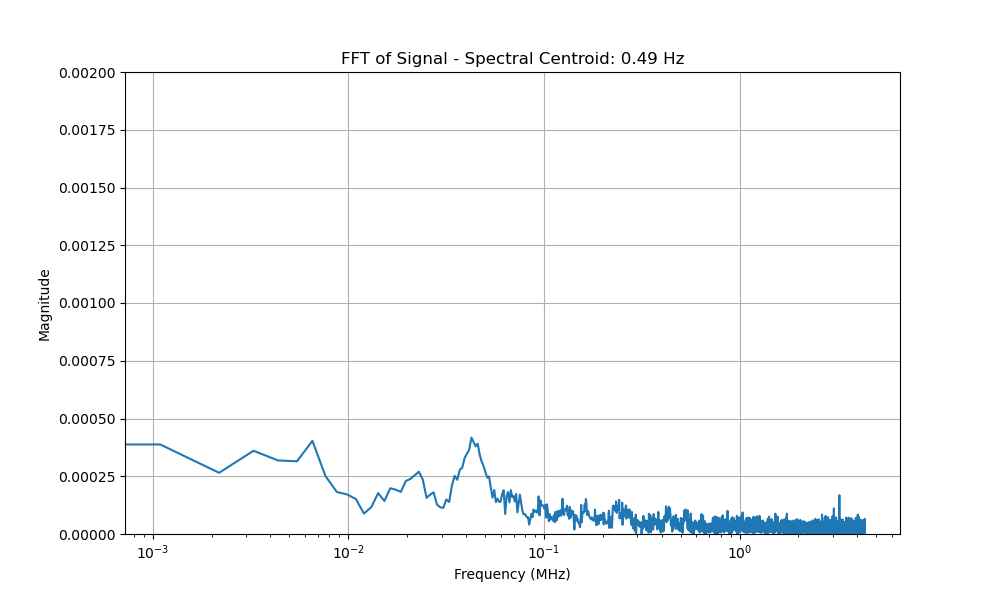 FFT of Signal - Spectral Centroid: 0.49 Hz
0.00200
0.00175
0.00150
0.00125
0.00100
0.00075
0.00050
0.00025
0.00000
Magnitude
10⁻³ 10⁻² 10⁻¹ 10⁰
Frequency (MHz)